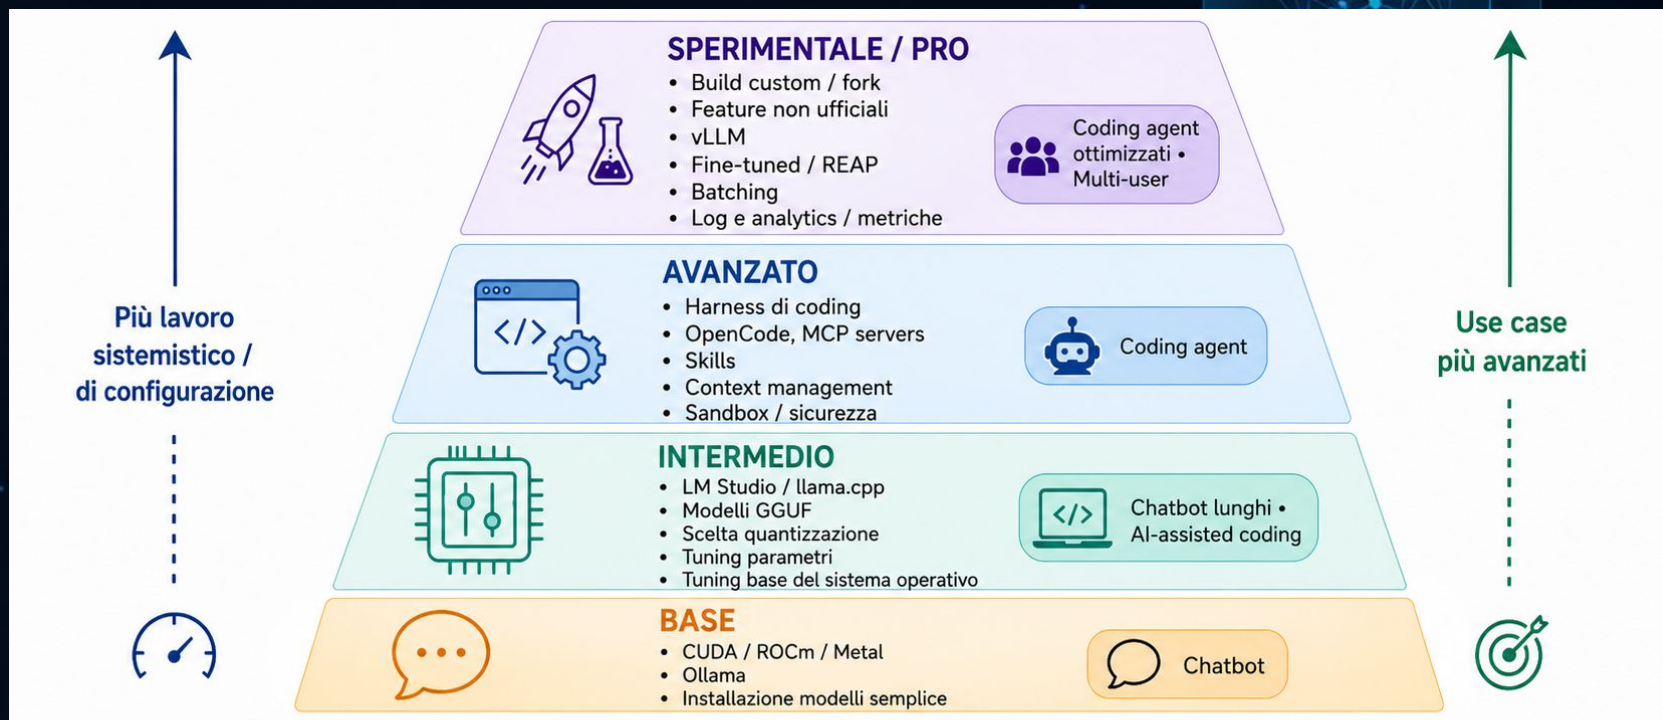 SPERIMENTALE / PRO
• Build custom / fork
• Feature non ufficiali
• vLLM
• Fine-tuned / REAP
• Batching
• Log e analytics / metriche
Coding agent
ottimizzati •
Multi-user
AVANZATO
• Harness di coding
• OpenCode, MCP servers
• Skills
• Context management
• Sandbox / sicurezza
</>
Coding agent
Più lavoro
sistemistico /
di configurazione
Use case
più avanzati
INTERMEDIO
• LM Studio / llama.cpp
• Modelli GGUF
• Scelta quantizzazione
• Tuning parametri
• Tuning base del sistema operativo
</>
Chatbot lunghi •
AI-assisted coding
BASE
• CUDA / ROCm / Metal
• Ollama
• Installazione modelli semplice
Chatbot